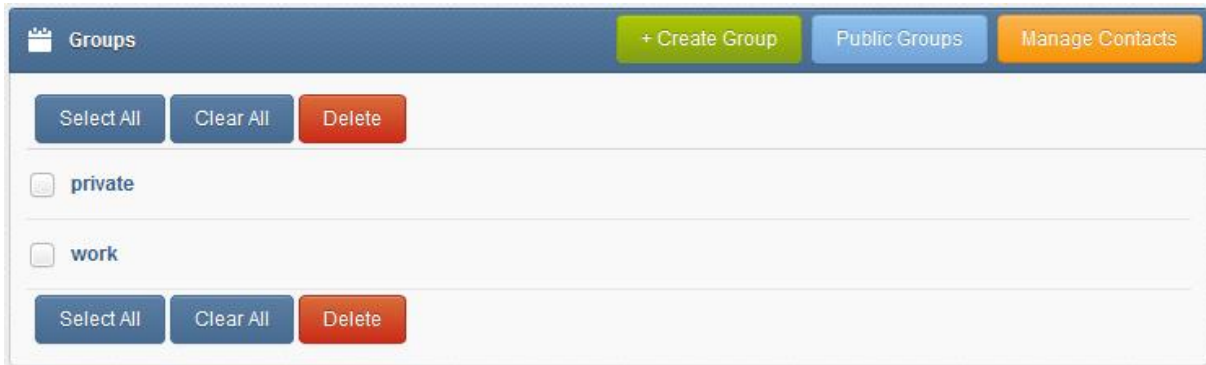 Groups + Create Group Public Groups Manage Contacts
Select All Clear All Delete
private
work
Select All Clear All Delete